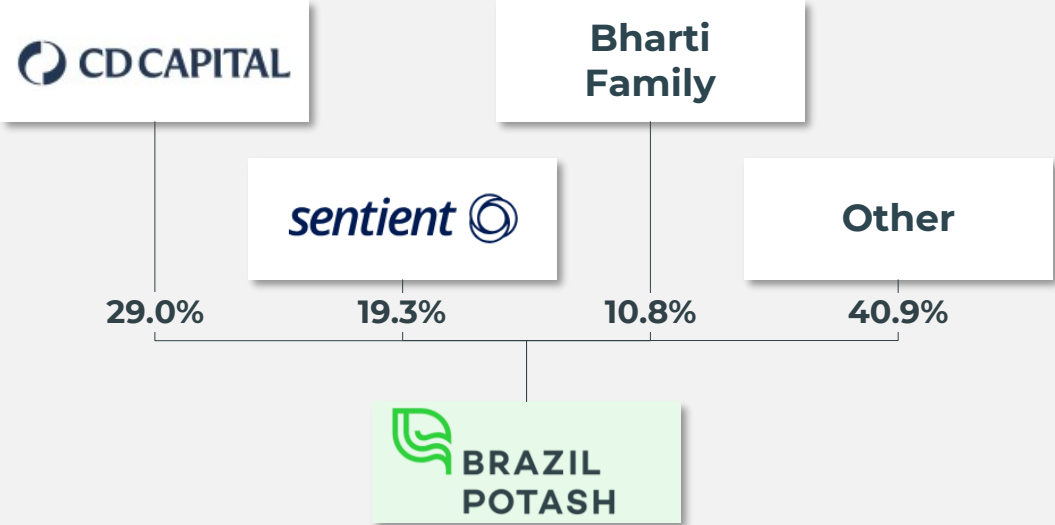 CD CAPITAL
Bharti
Family
sentient
Other
29.0%
19.3%
10.8%
40.9%
BRAZIL
POTASH